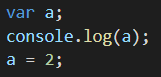 var a;
console.log(a);
a = 2;